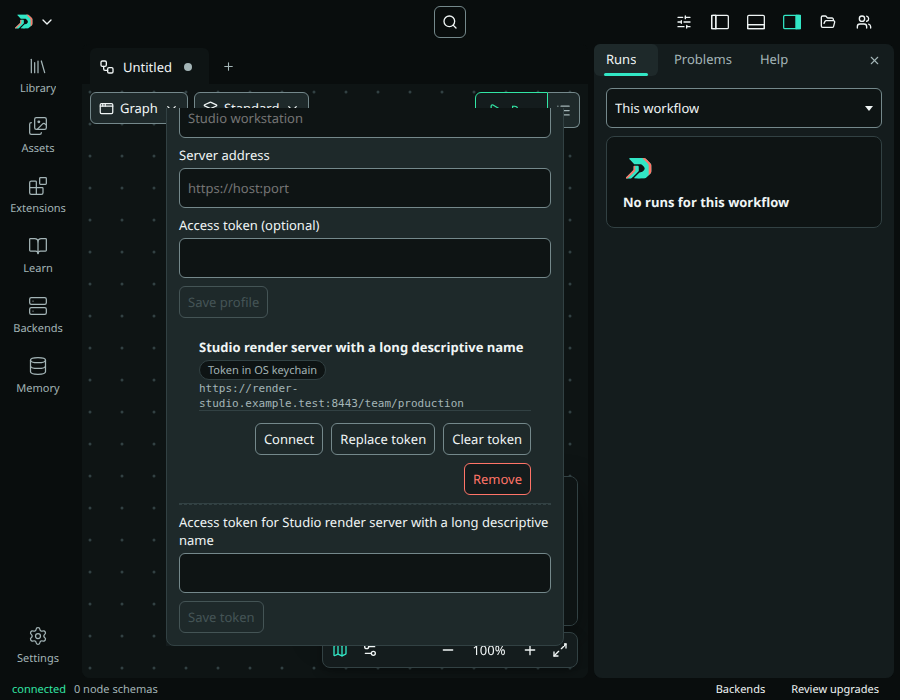 Untitled
Runs
Problems
Help
Library
Assets
Extensions
Learn
Backends
Memory
Settings
Graph
Standard
Studio workstation
Server address
https://host:port
Access token (optional)
Save profile
Studio render server with a long descriptive name
Token in OS keychain
https://render-
studio.example.test:8443/team/production
Connect
Replace token
Clear token
Remove
Access token for Studio render server with a long descriptive
name
Save token
100%
This workflow
No runs for this workflow
connected
0 node schemas
Backends
Review upgrades